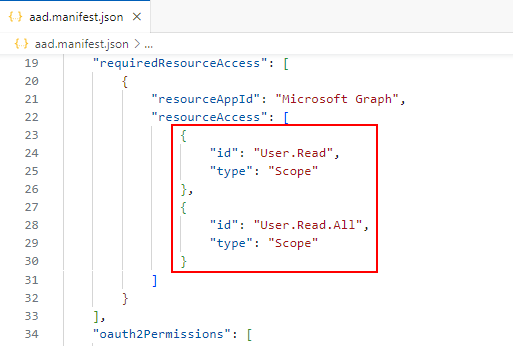 {} aad.manifest.json ×
{} aad.manifest.json > ...
19 "requiredResourceAccess": [
20 {
21 "resourceAppId": "Microsoft Graph",
22 "resourceAccess": [
23 {
24 "id": "User.Read",
25 "type": "Scope"
26 },
27 {
28 "id": "User.Read.All",
29 "type": "Scope"
30 }
31 ]
32 }
33 ],
34 "oauth2Permissions": [